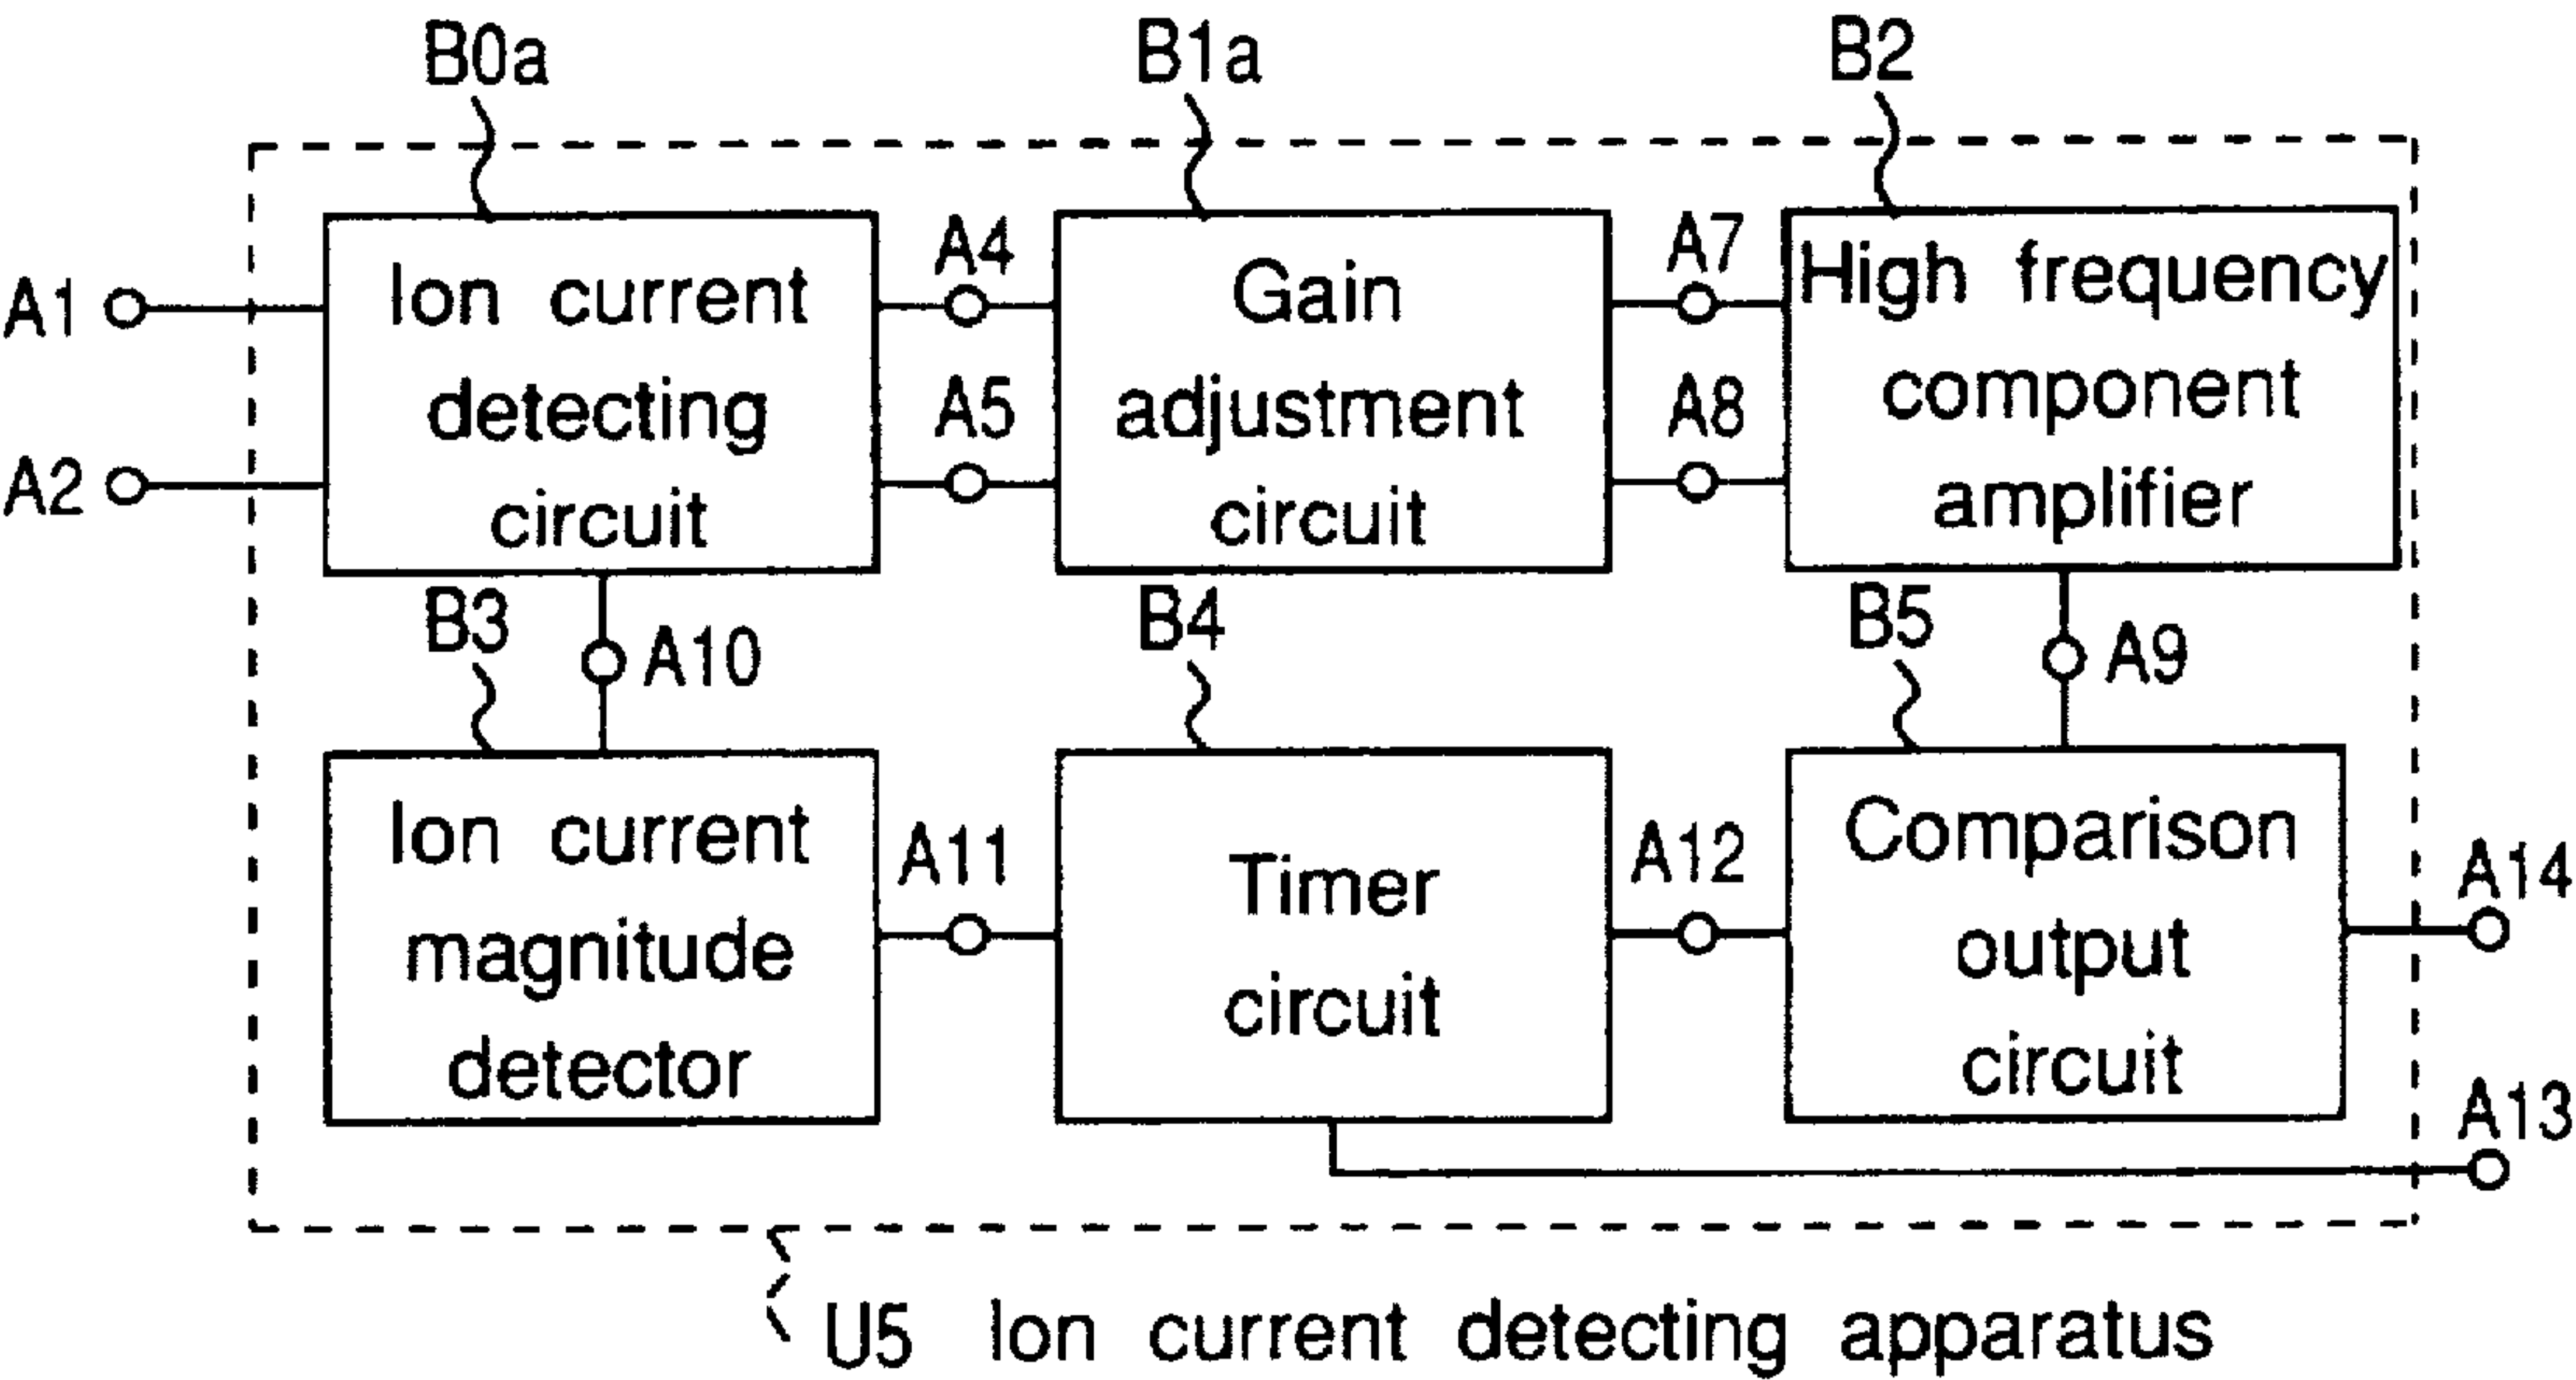 B0a
B1a
B2
A1
A2
Ion current
detecting
circuit
A4
A5
Gain
adjustment
circuit
A7
A8
High frequency
component
amplifier
B3
A10
B4
B5
A9
Ion current
magnitude
detector
A11
Timer
circuit
A12
Comparison
output
circuit
A14
A13
U5 Ion current detecting apparatus